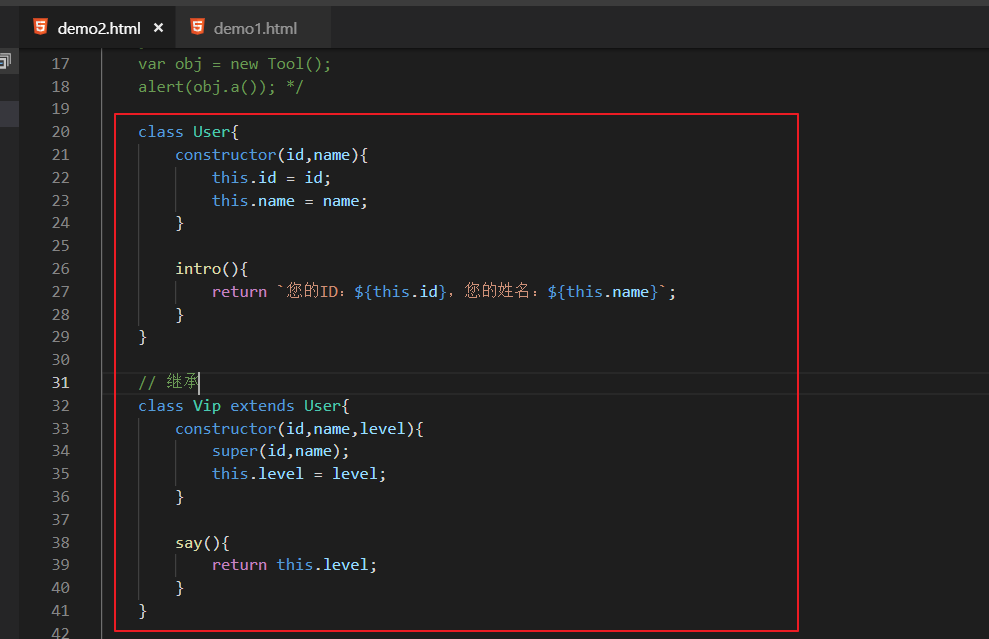 demo2.html × demo1.html
17 var obj = new Tool();
18 alert(obj.a()); */
19
20 class User{
21 constructor(id,name){
22 this.id = id;
23 this.name = name;
24 }
25
26 intro(){
27 return `您的ID：${this.id}，您的姓名：${this.name}`;
28 }
29 }
30
31 // 继承
32 class Vip extends User{
33 constructor(id,name,level){
34 super(id,name);
35 this.level = level;
36 }
37
38 say(){
39 return this.level;
40 }
41 }
42